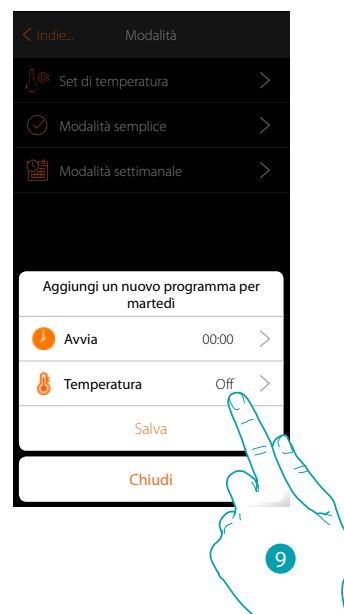 < Indie... Modalità
Set di temperatura
Modalità semplice
Modalità settimanale
Aggiungi un nuovo programma per
martedì
Avvia 00:00
Temperatura Off
Salva
Chiudi
9